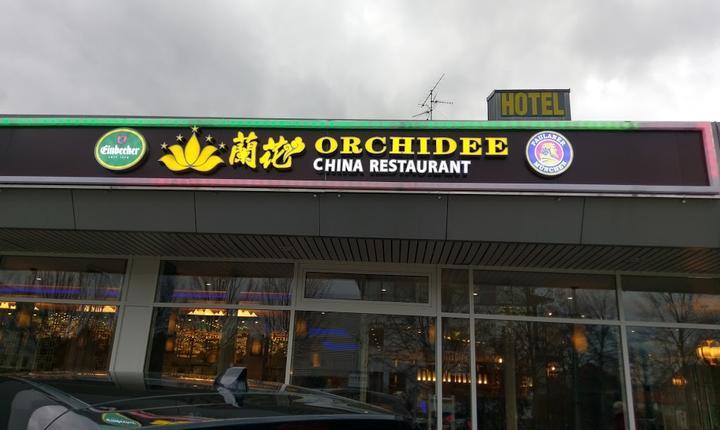 HOTEL
Einbecker
蘭花 ORCHIDEE
CHINA RESTAURANT
PAULANER
MÜNCHEN